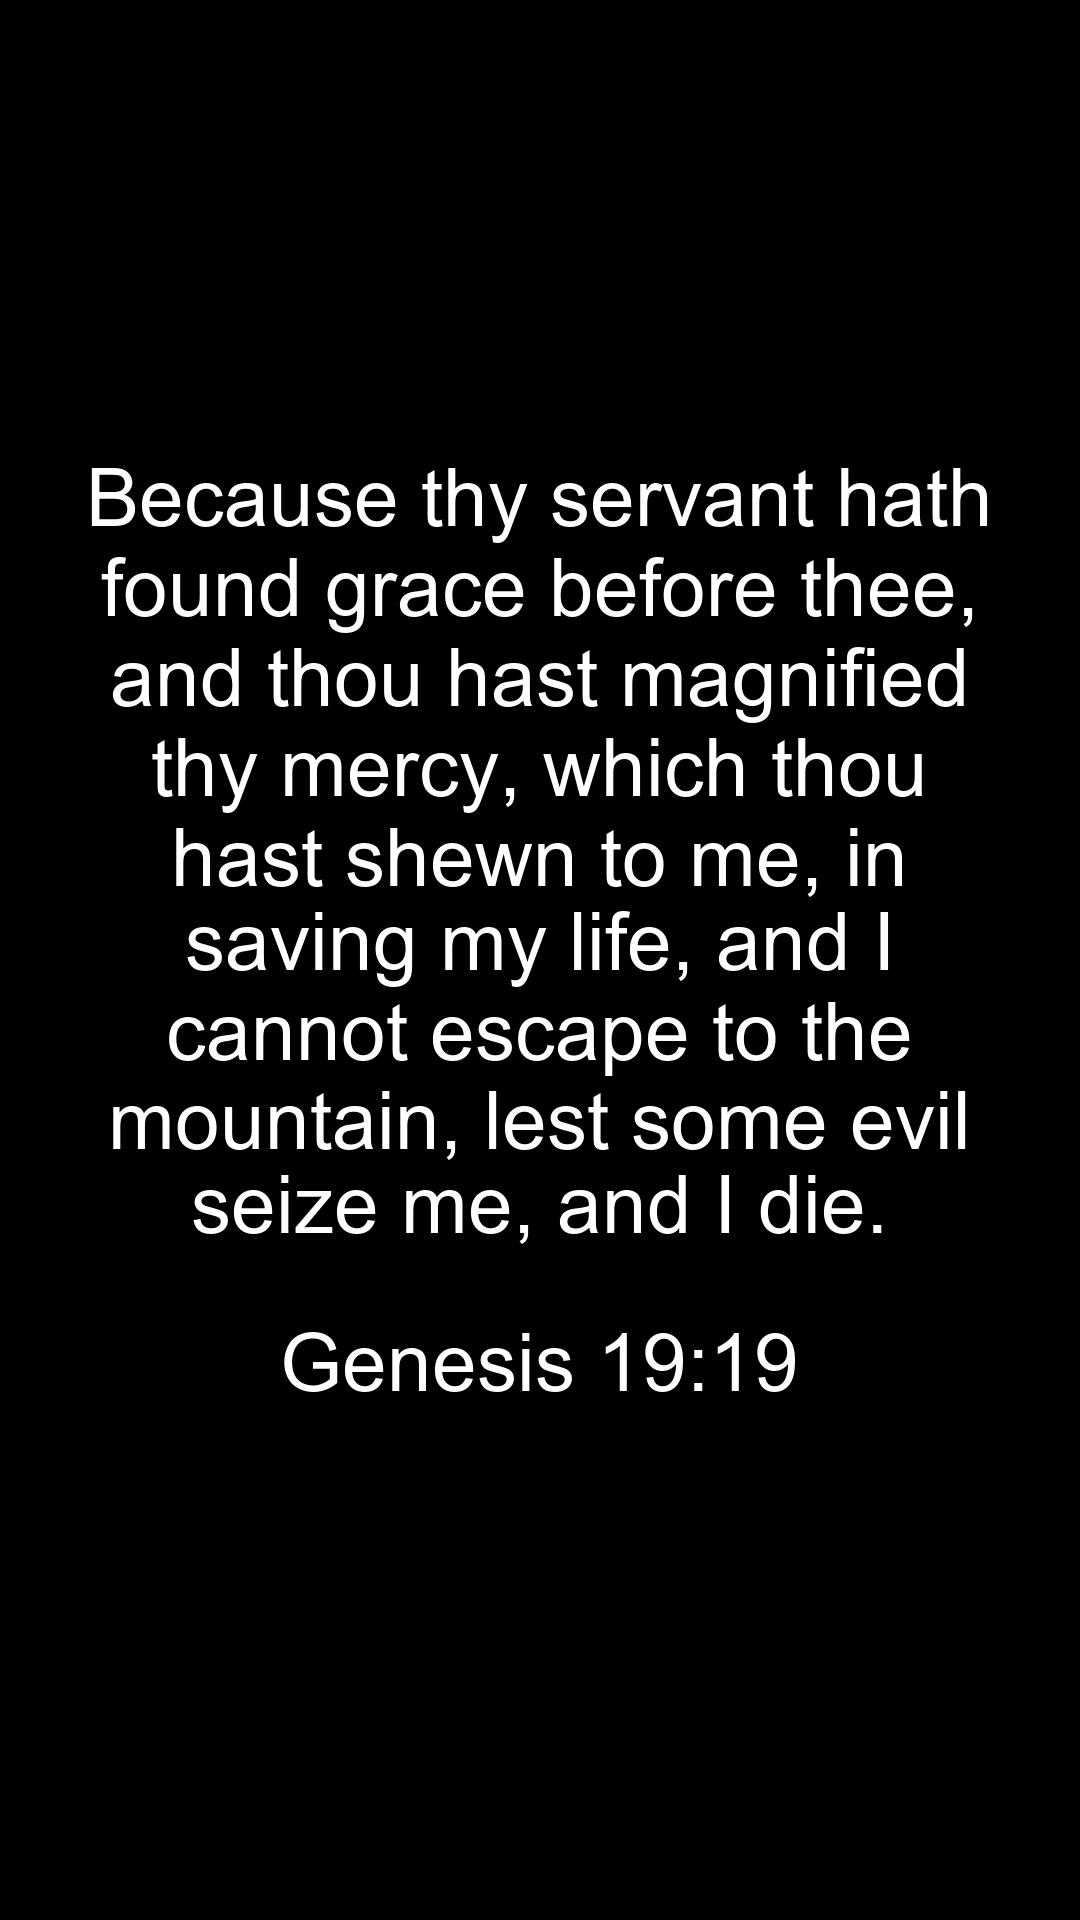 Because thy servant hath
found grace before thee,
and thou hast magnified
thy mercy, which thou
hast shewn to me, in
saving my life, and I
cannot escape to the
mountain, lest some evil
seize me, and I die.
Genesis 19:19